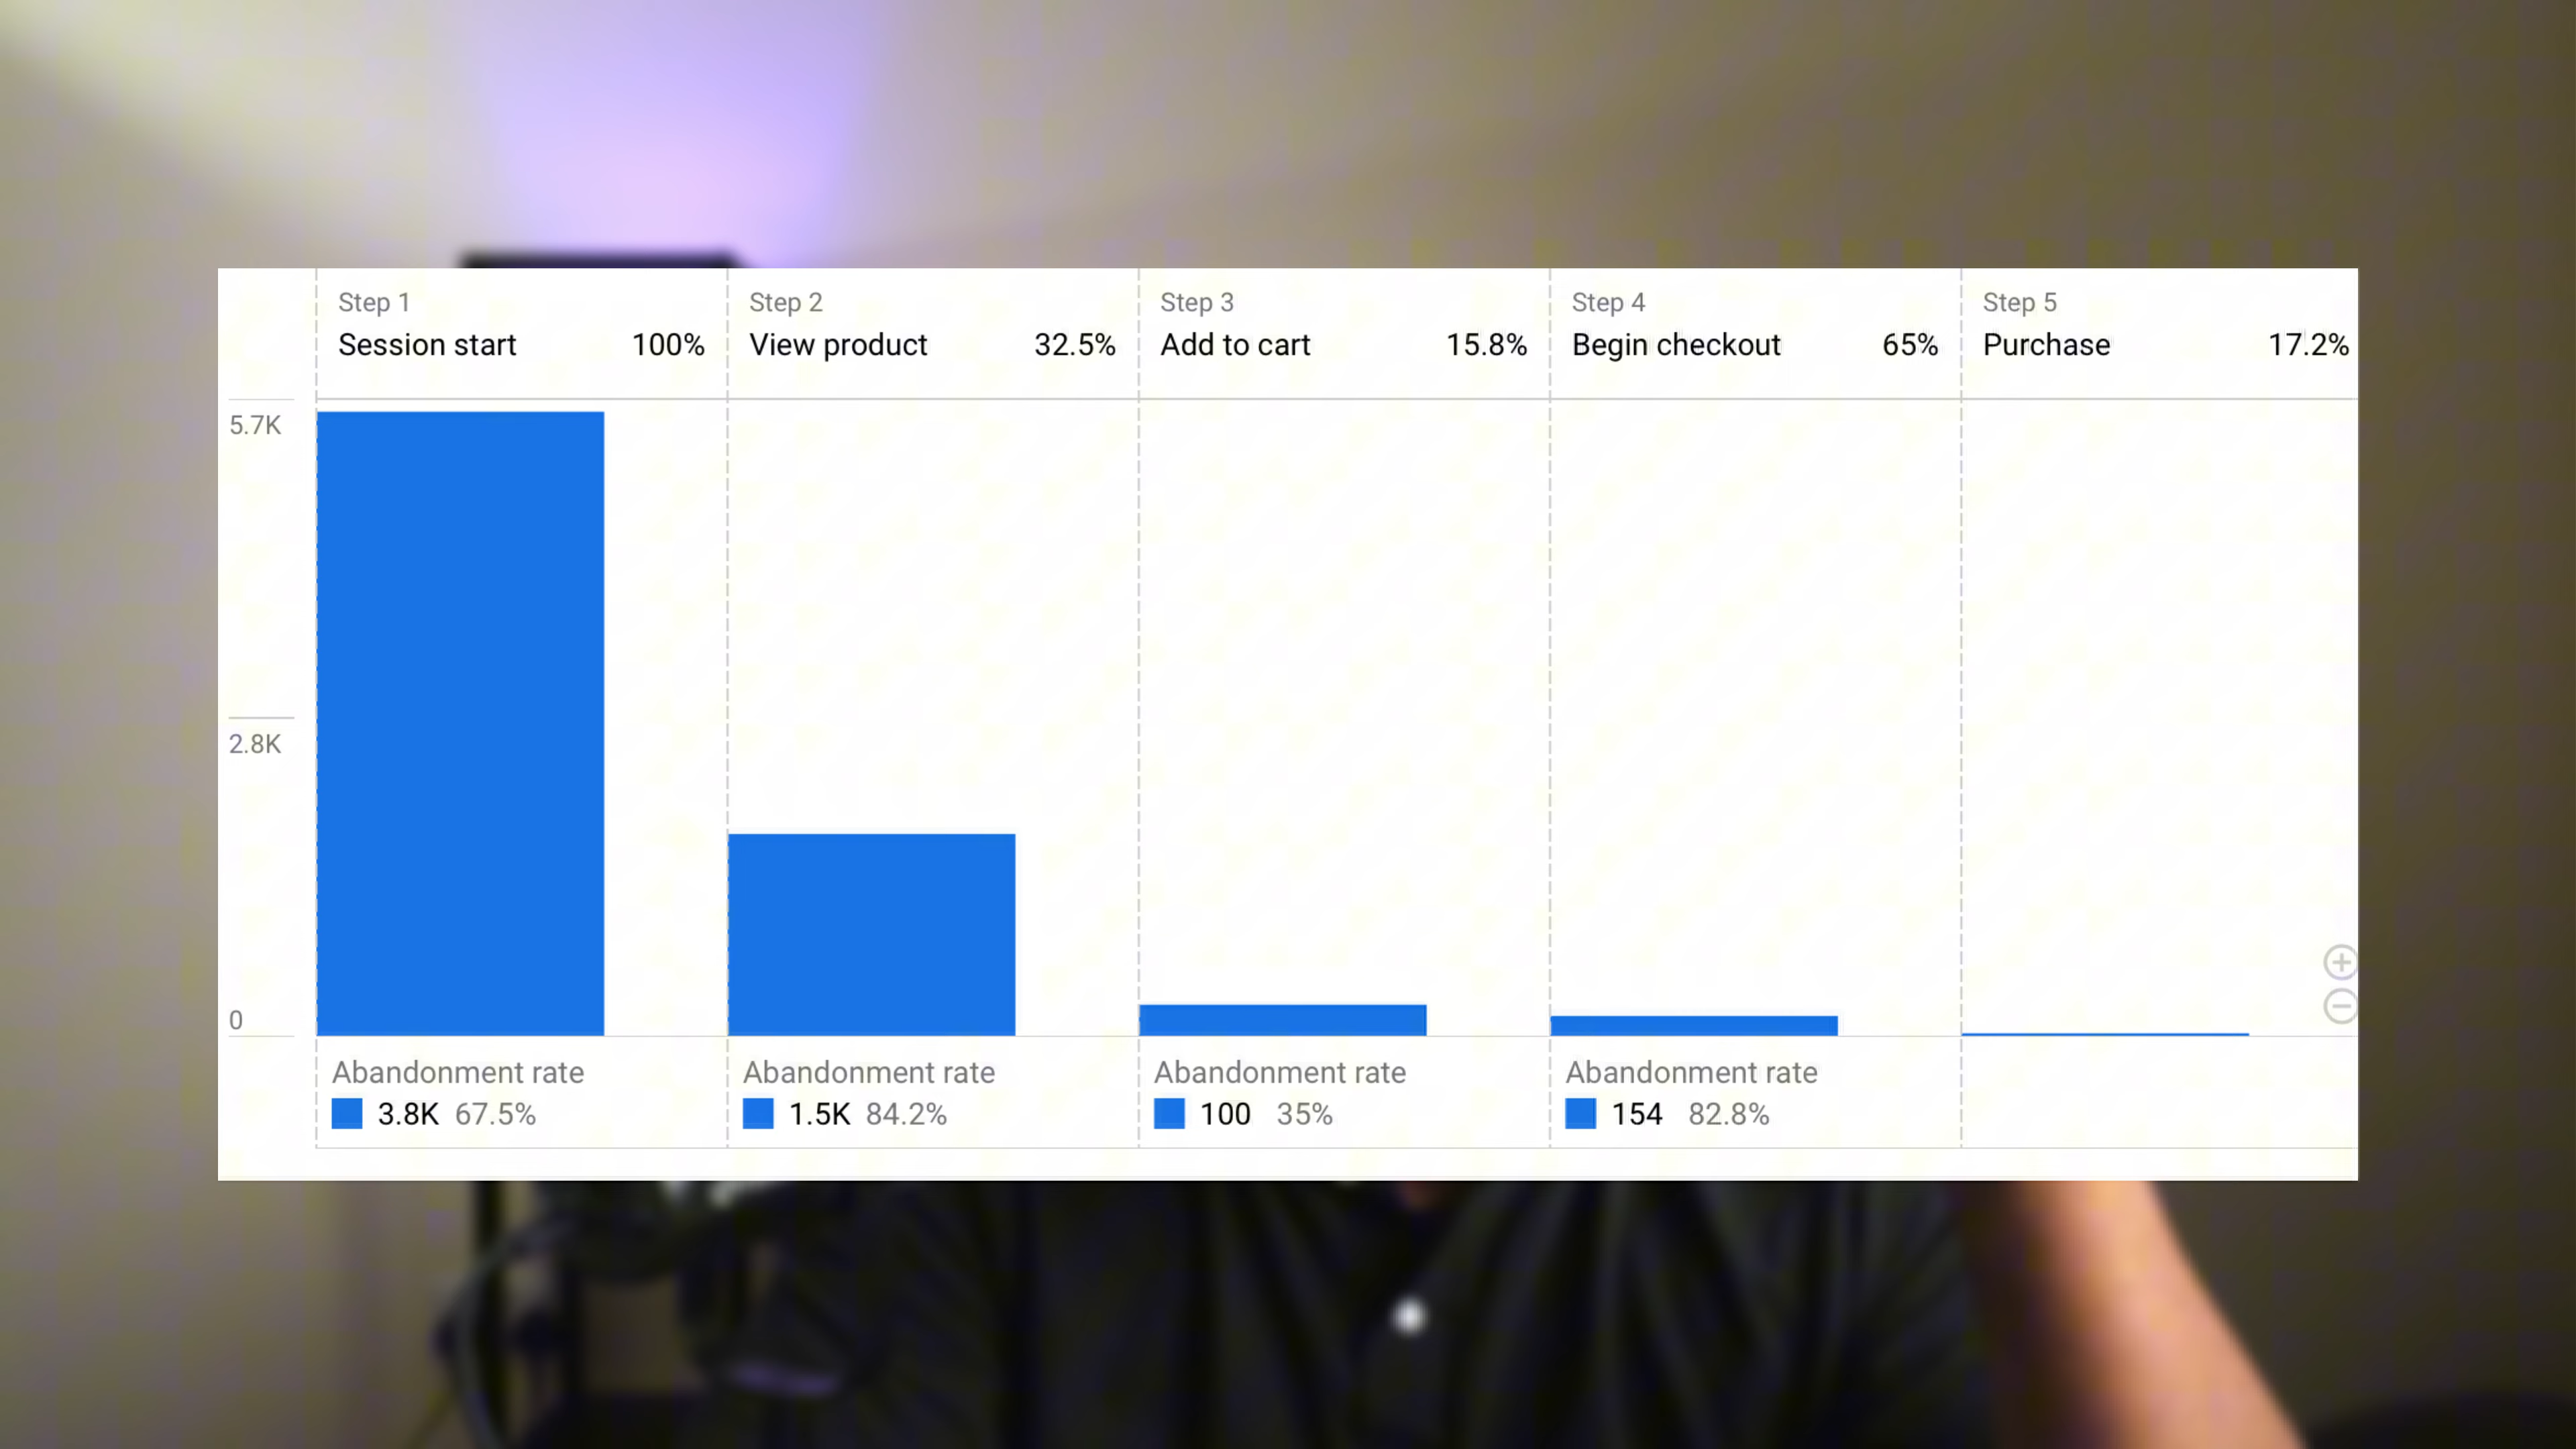 Step 1
Session start 100%
Step 2
View product 32.5%
Step 3
Add to cart 15.8%
Step 4
Begin checkout 65%
Step 5
Purchase 17.2%
5.7K
2.8K
0
Abandonment rate
3.8K 67.5%
Abandonment rate
1.5K 84.2%
Abandonment rate
100 35%
Abandonment rate
154 82.8%